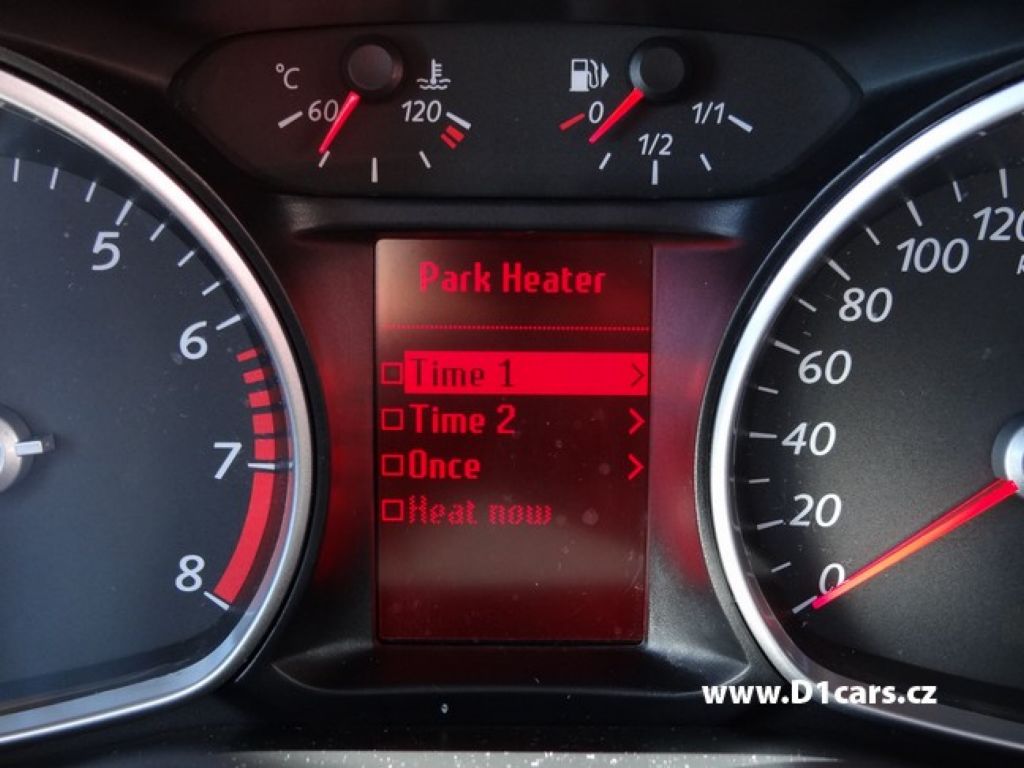 °C
60
120
0
1/2
1/1
5
6
7
8
Park Heater
Time 1 >
Time 2 >
Once >
Heat now
120
100
80
60
40
20
0
www.D1cars.cz